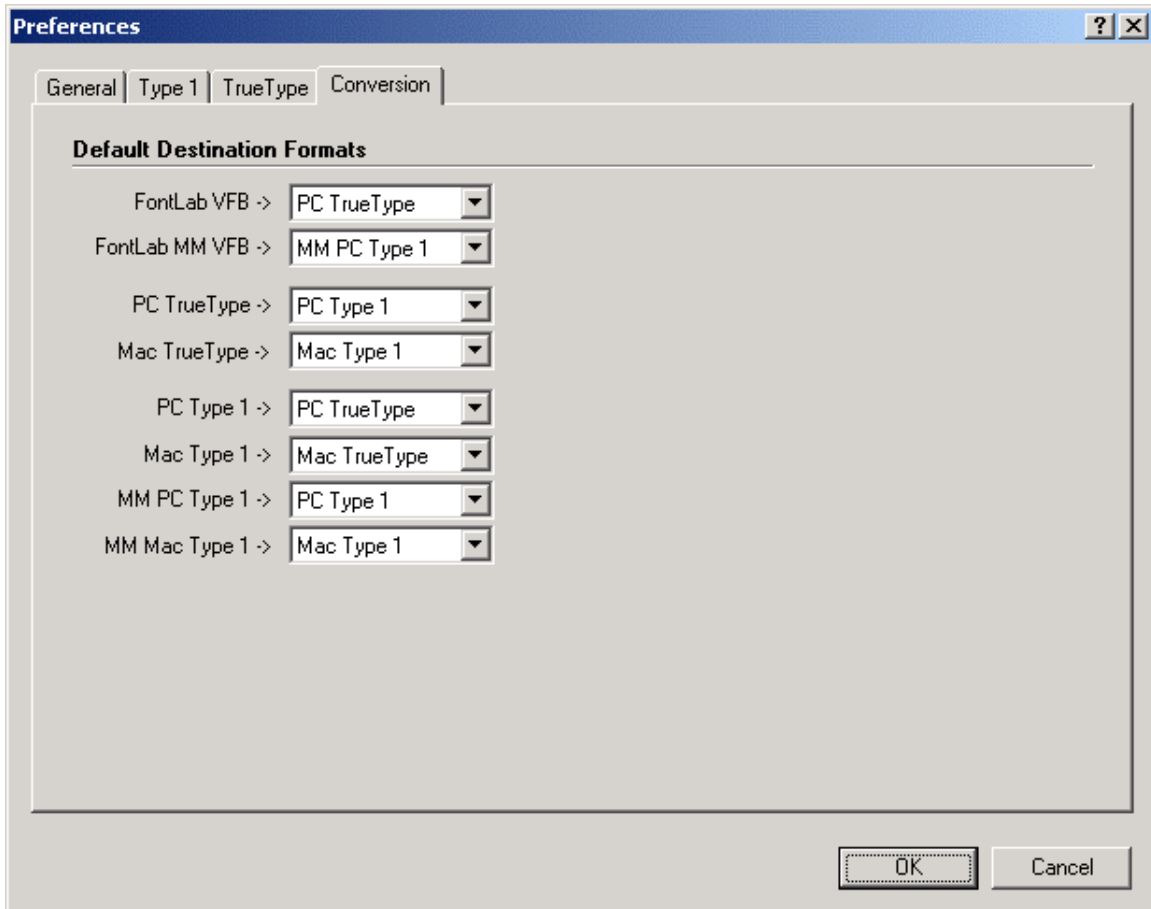 Preferences
General Type 1 TrueType Conversion
Default Destination Formats
FontLab VFB -> PC TrueType
FontLab MM VFB -> MM PC Type 1
PC TrueType -> PC Type 1
Mac TrueType -> Mac Type 1
PC Type 1 -> PC TrueType
Mac Type 1 -> Mac TrueType
MM PC Type 1 -> PC Type 1
MM Mac Type 1 -> Mac Type 1
OK Cancel